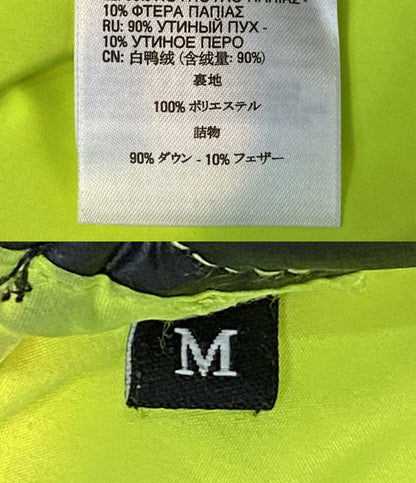 10% ΦΤΕΡΑ ΠΑΠΙΑΣ
RU: 90% УТИНЫЙ ПУХ -
10% УТИНОЕ ПЕРО
CN: 白鸭绒 (含绒量: 90%)
裏地
100% ポリエステル
詰物
90% ダウン - 10% フェザー
M